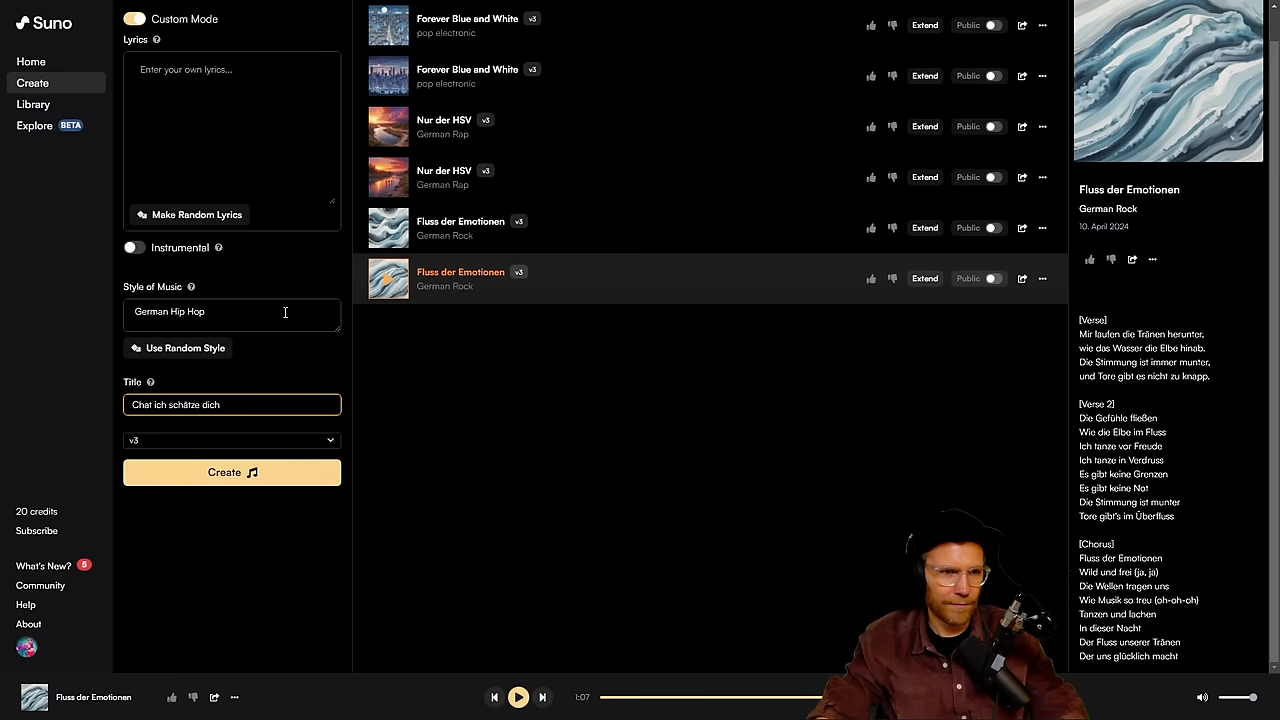 Suno
Home
Create
Library
Explore BETA
20 credits
Subscribe
What's New? 5
Community
Help
About
Custom Mode
Lyrics
Enter your own lyrics...
Make Random Lyrics
Instrumental
Style of Music
German Hip Hop
Use Random Style
Title
Chat ich schätze dich
v3
Create
Forever Blue and White v3
pop electronic
Extend Public
Forever Blue and White v3
pop electronic
Extend Public
Nur der HSV v3
German Rap
Extend Public
Nur der HSV v3
German Rap
Extend Public
Fluss der Emotionen v3
German Rock
Extend Public
Fluss der Emotionen v3
German Rock
Extend Public
Fluss der Emotionen
German Rock
10. April 2024
[Verse]
Mir laufen die Tränen herunter,
wie das Wasser die Elbe hinab.
Die Stimmung ist immer munter,
und Tore gibt es nicht zu knapp.
[Verse 2]
Die Gefühle fließen
Wie die Elbe im Fluss
Ich tanze vor Freude
Ich tanze in Verdruss
Es gibt keine Grenzen
Es gibt keine Not
Die Stimmung ist munter
Tore gibt's im Überfluss
[Chorus]
Fluss der Emotionen
Wild und frei (ja, ja)
Die Wellen tragen uns
Wie Musik so treu (oh-oh-oh)
Tanzen und lachen
In dieser Nacht
Der Fluss unserer Tränen
Der uns glücklich macht
Fluss der Emotionen
1:07